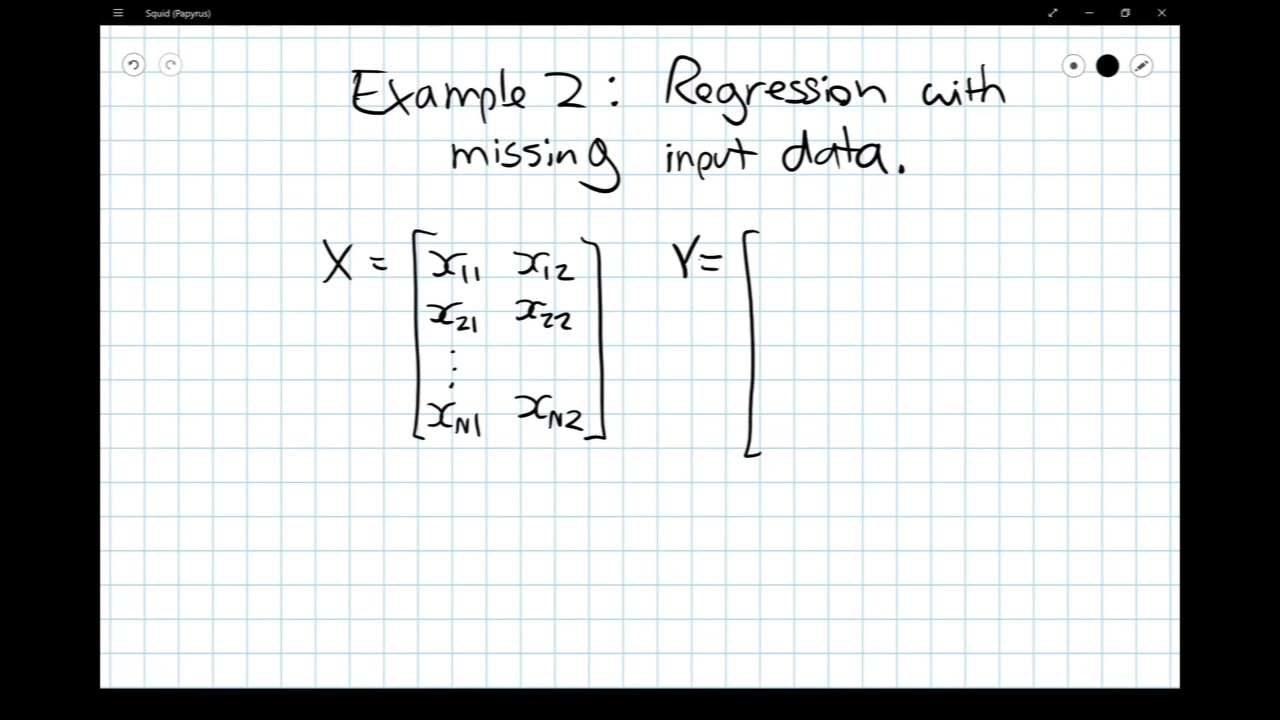 Squid (Papyrus)
Example 2: Regression with
missing input data.
X = [ x11 x12 Y = [
x21 x22
⋮
xN1 xN2 ]